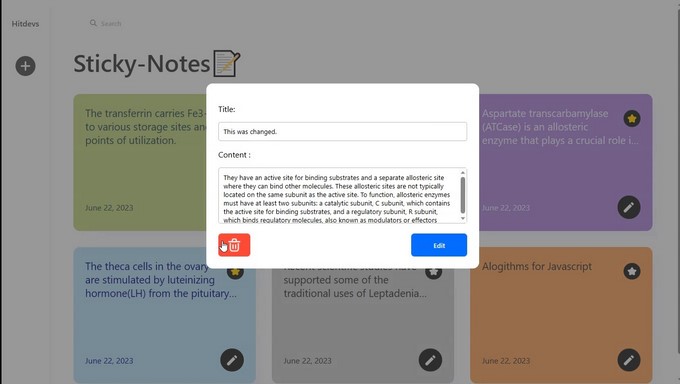 Hitdevs
Search
Sticky-Notes
The transferrin carries Fe3
to various storage sites and
points of utilization.
June 22, 2023
Aspartate transcarbamylase
(ATCase) is an allosteric
enzyme that plays a crucial role i...
June 22, 2023
Title:
This was changed.
Content :
They have an active site for binding substrates and a separate allosteric site
where they can bind other molecules. These allosteric sites are not typically
located on the same subunit as the active site. To function, allosteric enzymes
must have at least two subunits: a catalytic subunit, C subunit, which contains
the active site for binding substrates, and a regulatory subunit, R subunit,
which binds regulatory molecules, also known as modulators or effectors
Edit
The theca cells in the ovary
are stimulated by luteinizing
hormone(LH) from the pituitary...
June 22, 2023
Recent scientific studies have
supported some of the
traditional uses of Leptadenia...
June 22, 2023
Alogithms for Javascript
June 22, 2023